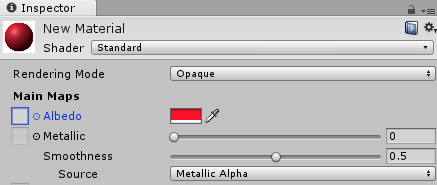 Inspector
New Material
Shader Standard
Rendering Mode Opaque
Main Maps
Albedo
Metallic 0
Smoothness 0.5
Source Metallic Alpha